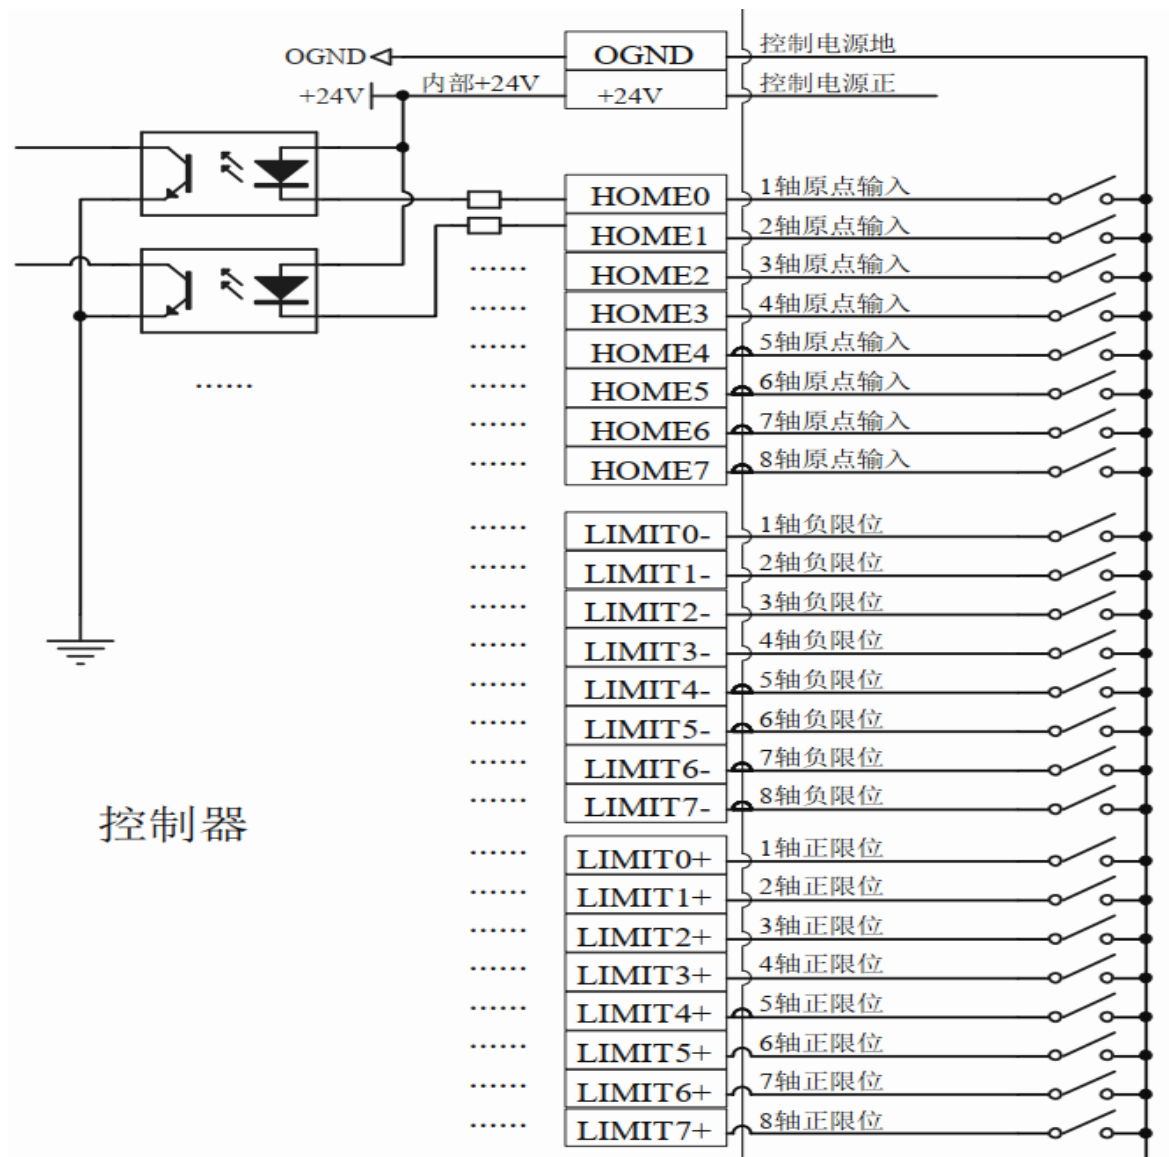 OGND OGND 控制电源地
+24V 内部+24V +24V 控制电源正
HOME0 1轴原点输入
HOME1 2轴原点输入
...... HOME2 3轴原点输入
...... HOME3 4轴原点输入
...... HOME4 5轴原点输入
...... ...... HOME5 6轴原点输入
...... HOME6 7轴原点输入
...... HOME7 8轴原点输入
...... LIMIT0- 1轴负限位
...... LIMIT1- 2轴负限位
...... LIMIT2- 3轴负限位
...... LIMIT3- 4轴负限位
...... LIMIT4- 5轴负限位
...... LIMIT5- 6轴负限位
...... LIMIT6- 7轴负限位
...... LIMIT7- 8轴负限位
控制器
...... LIMIT0+ 1轴正限位
...... LIMIT1+ 2轴正限位
...... LIMIT2+ 3轴正限位
...... LIMIT3+ 4轴正限位
...... LIMIT4+ 5轴正限位
...... LIMIT5+ 6轴正限位
...... LIMIT6+ 7轴正限位
...... LIMIT7+ 8轴正限位